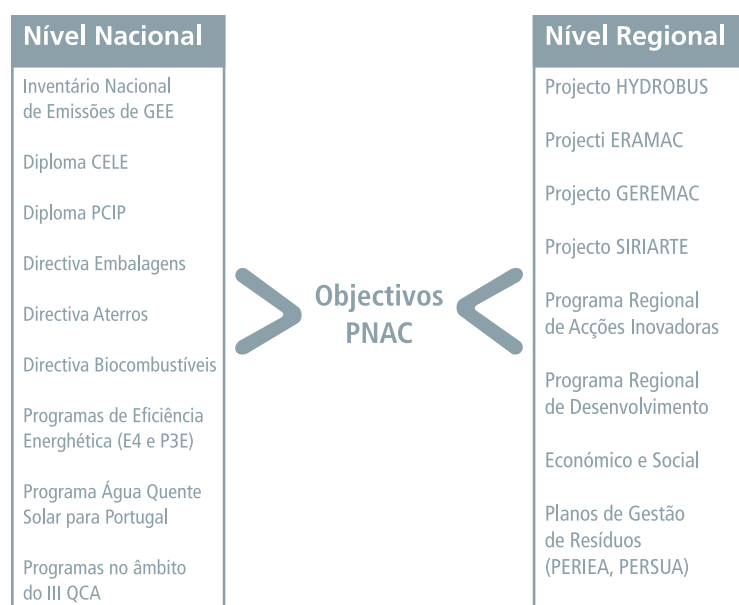 Nível Nacional
Inventário Nacional
de Emissões de GEE
Diploma CELE
Diploma PCIP
Directiva Embalagens
Directiva Aterros
Directiva Biocombustíveis
Programas de Eficiência
Energhética (E4 e P3E)
Programa Água Quente
Solar para Portugal
Programas no âmbito
do III QCA
Objectivos
PNAC
Nível Regional
Projecto HYDROBUS
Projecti ERAMAC
Projecto GEREMAC
Projecto SIRIARTE
Programa Regional
de Acções Inovadoras
Programa Regional
de Desenvolvimento
Económico e Social
Planos de Gestão
de Resíduos
(PERIEA, PERSUA)